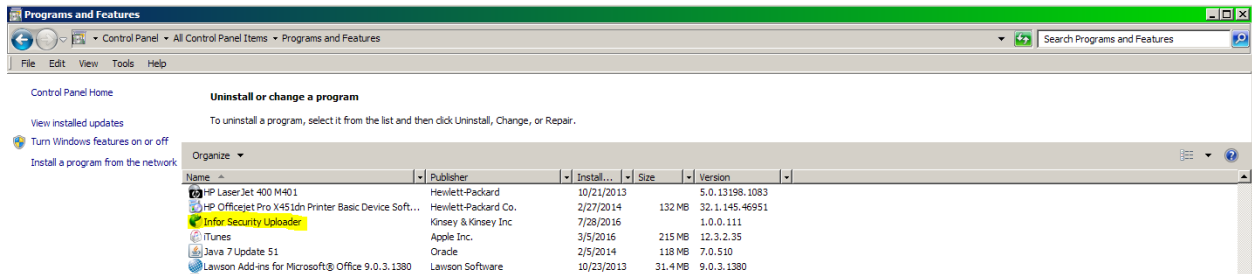 Programs and Features
Control Panel All Control Panel Items Programs and Features Search Programs and Features
File Edit View Tools Help
Control Panel Home
View installed updates
Turn Windows features on or off
Install a program from the network
Uninstall or change a program
To uninstall a program, select it from the list and then click Uninstall, Change, or Repair.
Organize
Name Publisher Install... Size Version
HP LaserJet 400 M401 Hewlett-Packard 10/21/2013 5.0.13198.1083
HP Officejet Pro X451dn Printer Basic Device Soft... Hewlett-Packard Co. 2/27/2014 132 MB 32.1.145.46951
Infor Security Uploader Kinsey & Kinsey Inc 7/28/2016 1.0.0.111
iTunes Apple Inc. 3/5/2016 215 MB 12.3.2.35
Java 7 Update 51 Oracle 2/5/2014 118 MB 7.0.510
Lawson Add-ins for Microsoft® Office 9.0.3.1380 Lawson Software 10/23/2013 31.4 MB 9.0.3.1380